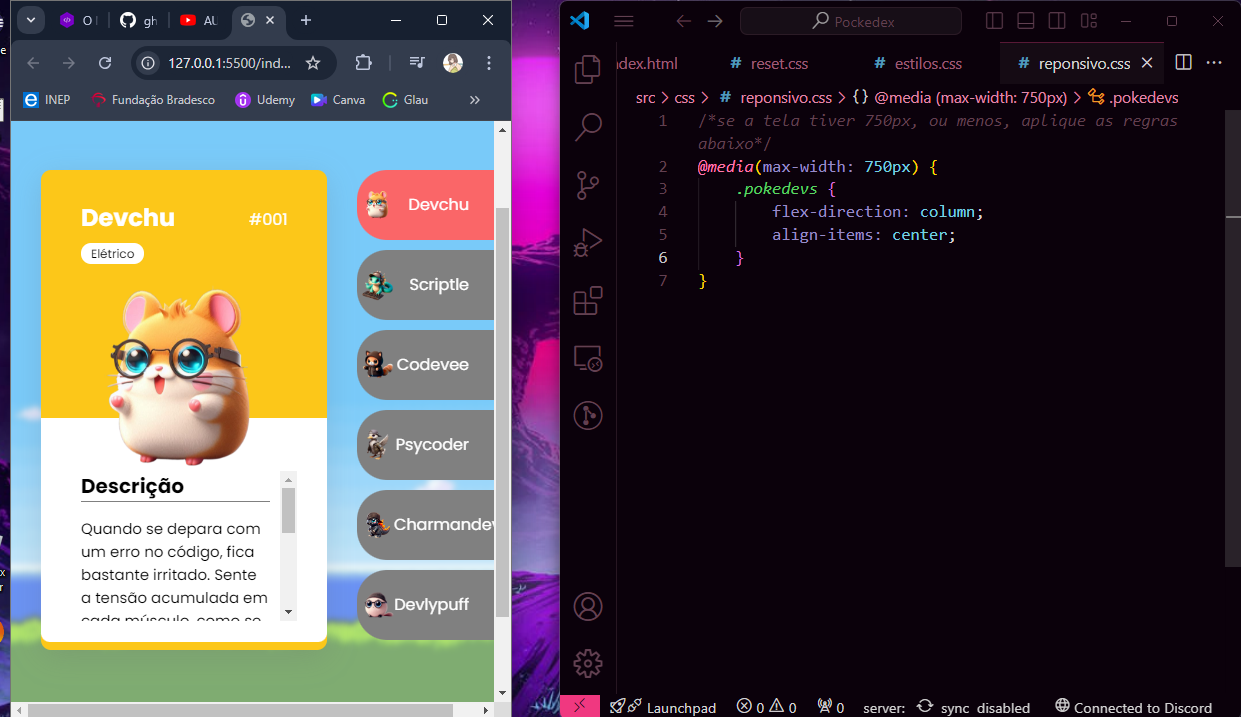 O
gh
AU
127.0.0.1:5500/ind...
INEP
Fundação Bradesco
Udemy
Canva
Glau
»
Devchu
#001
Elétrico
Descrição
Quando se depara com
um erro no código, fica
bastante irritado. Sente
a tensão acumulada em
cada músculo, como se
Devchu
Scriptle
Codevee
Psycoder
Charmandev
Devlypuff
Pockedex
ndex.html
# reset.css
# estilos.css
# reponsivo.css
src > css > # reponsivo.css > {} @media (max-width: 750px) > .pokedevs
1 /*se a tela tiver 750px, ou menos, aplique as regras
abaixo*/
2 @media(max-width: 750px) {
3 .pokedevs {
4 flex-direction: column;
5 align-items: center;
6 }
7 }
Launchpad
0
0
0
server:
sync disabled
Connected to Discord